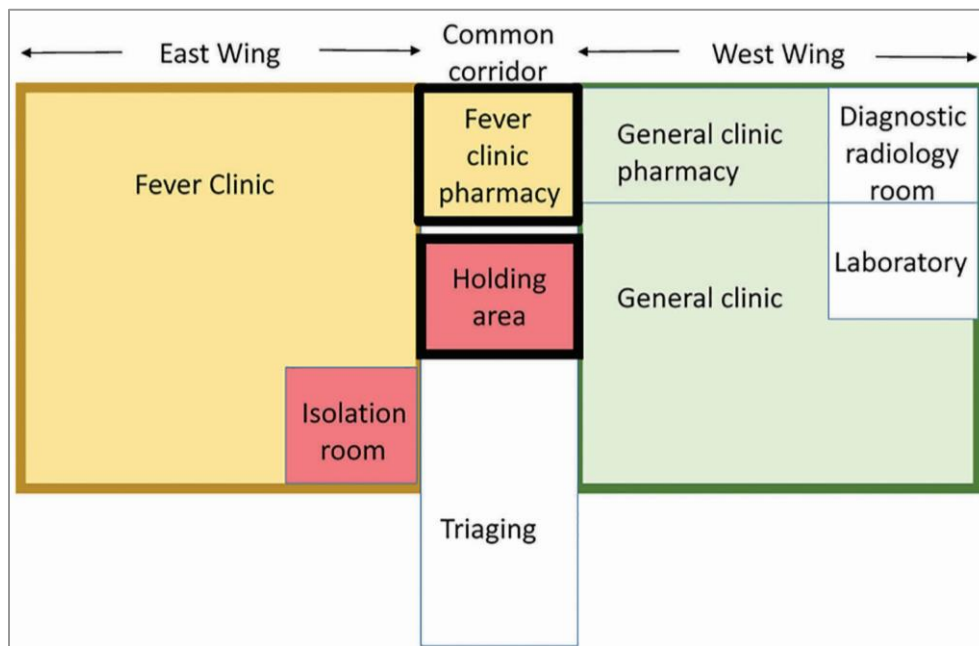 East Wing
Common
corridor
West Wing
Fever Clinic
Fever
clinic
pharmacy
General clinic
pharmacy
Diagnostic
radiology
room
Holding
area
General clinic
Laboratory
Isolation
room
Triaging